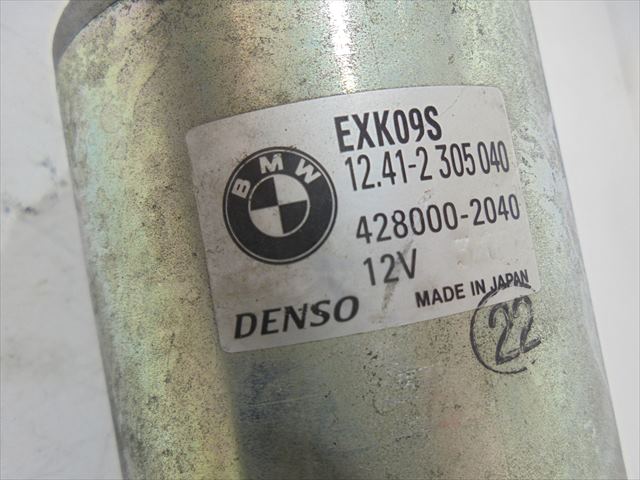 EXK09S
BMW
12.41-2 305 040
428000-2040
12V
DENSO
MADE IN JAPAN
22